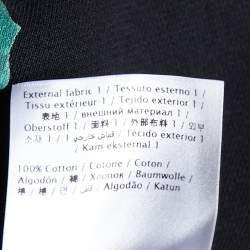 External fabric 1 / Tessuto esterno 1 /
Tissu extérieur 1 / Tejido exterior 1 /
表地 1 / внешний материал 1 /
Oberstoff 1 / 面料 1 / 外部布料 1 / 외부
소재 1 / قماش خارجي 1 / Tecido exterior 1
/ Kain eksternal 1
100% Cotton / Cotone / Coton /
Algodón / 綿 / Хлопок / Baumwolle /
棉 / 棉 / 면 / قطن / Algodão / Katun